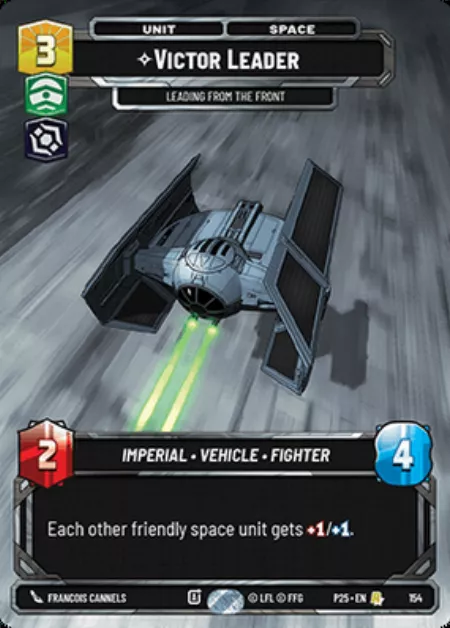 UNIT
SPACE
3
VICTOR LEADER
LEADING FROM THE FRONT
2
IMPERIAL • VEHICLE • FIGHTER
4
Each other friendly space unit gets +1/+1.
FRANCOIS CANNELS
© LFL © FFG
P25 • EN
154